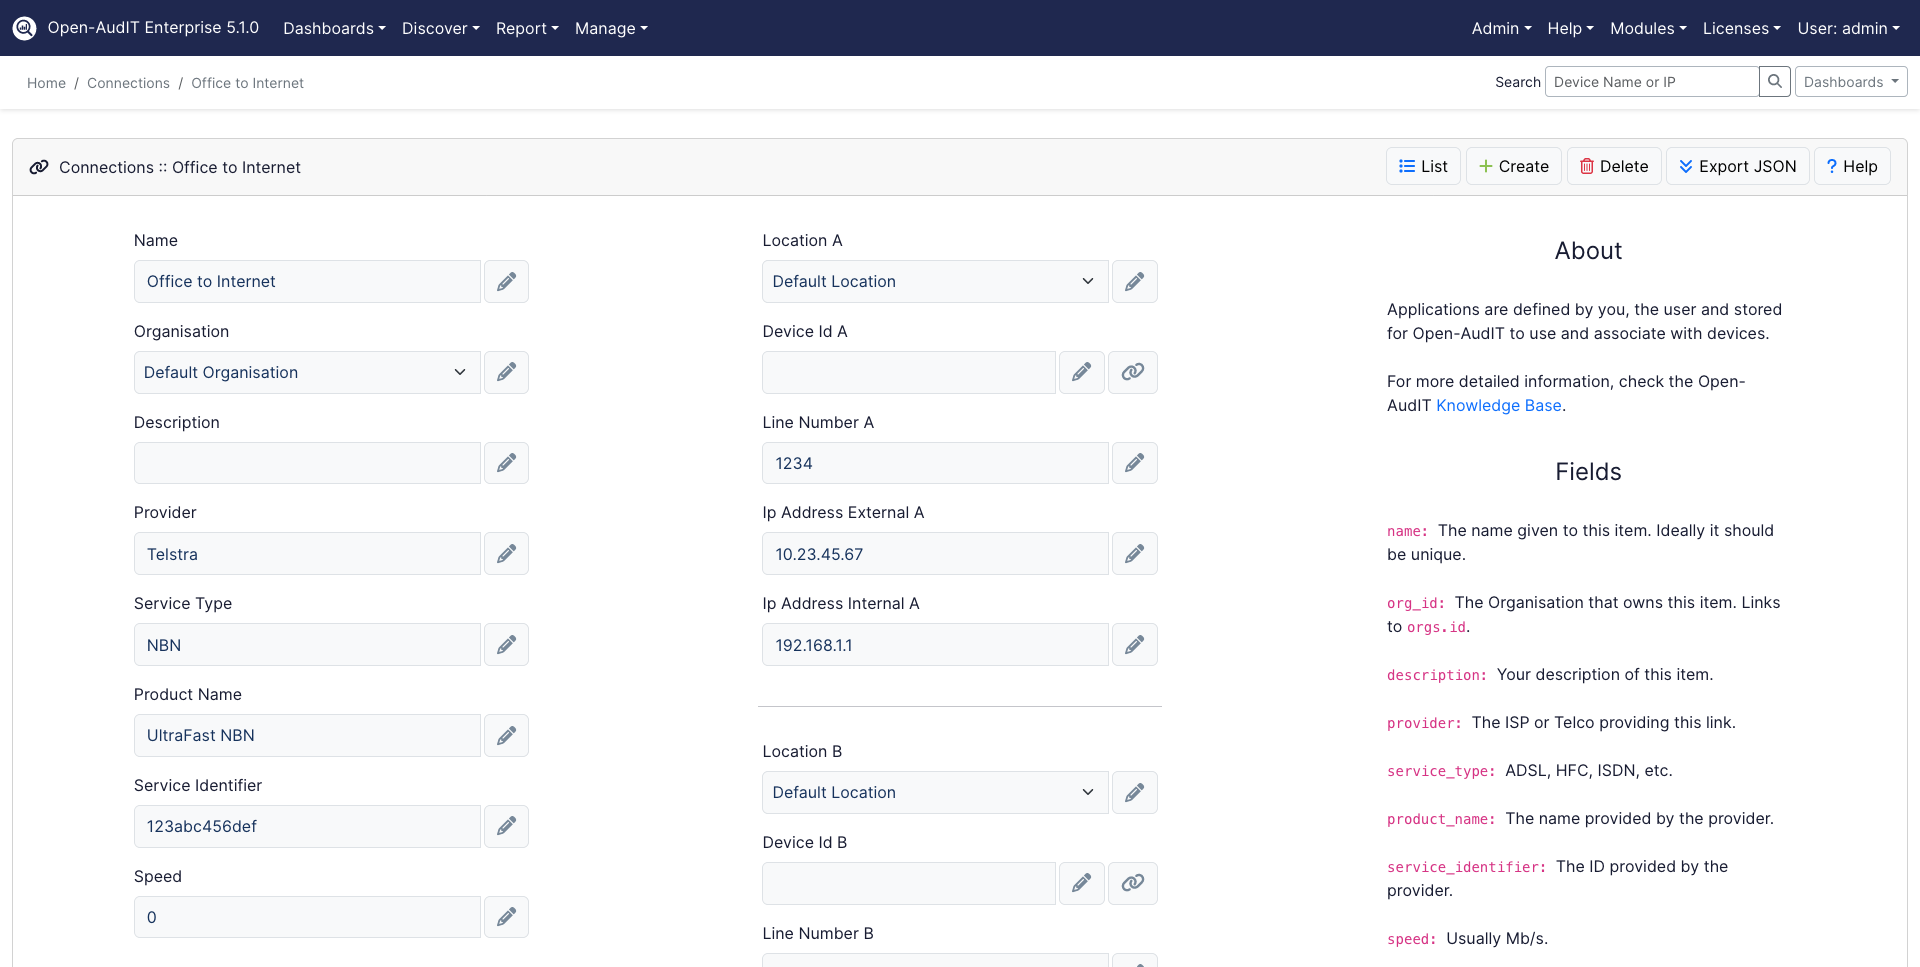 Open-AudIT Enterprise 5.1.0 Dashboards Discover Report Manage Admin Help Modules Licenses User: admin
Home / Connections / Office to Internet
Search Device Name or IP Dashboards
Connections :: Office to Internet
List Create Delete Export JSON ? Help
Name
Office to Internet
Organisation
Default Organisation
Description
Provider
Telstra
Service Type
NBN
Product Name
UltraFast NBN
Service Identifier
123abc456def
Speed
0
Location A
Default Location
Device Id A
Line Number A
1234
Ip Address External A
10.23.45.67
Ip Address Internal A
192.168.1.1
Location B
Default Location
Device Id B
Line Number B
About
Applications are defined by you, the user and stored
for Open-AudIT to use and associate with devices.
For more detailed information, check the Open-
AudIT Knowledge Base.
Fields
name: The name given to this item. Ideally it should
be unique.
org_id: The Organisation that owns this item. Links
to orgs.id.
description: Your description of this item.
provider: The ISP or Telco providing this link.
service_type: ADSL, HFC, ISDN, etc.
product_name: The name provided by the provider.
service_identifier: The ID provided by the
provider.
speed: Usually Mb/s.